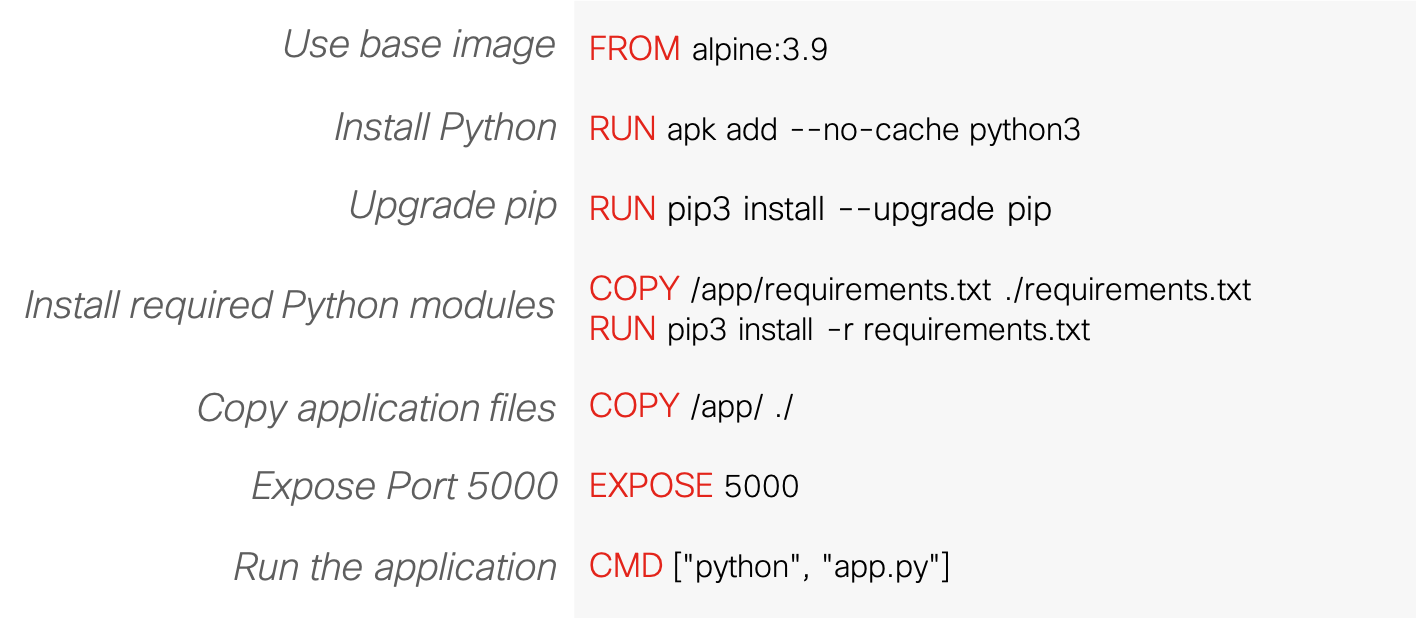 Use base image FROM alpine:3.9
Install Python RUN apk add --no-cache python3
Upgrade pip RUN pip3 install --upgrade pip
Install required Python modules COPY /app/requirements.txt ./requirements.txt
RUN pip3 install -r requirements.txt
Copy application files COPY /app/ ./
Expose Port 5000 EXPOSE 5000
Run the application CMD ["python", "app.py"]